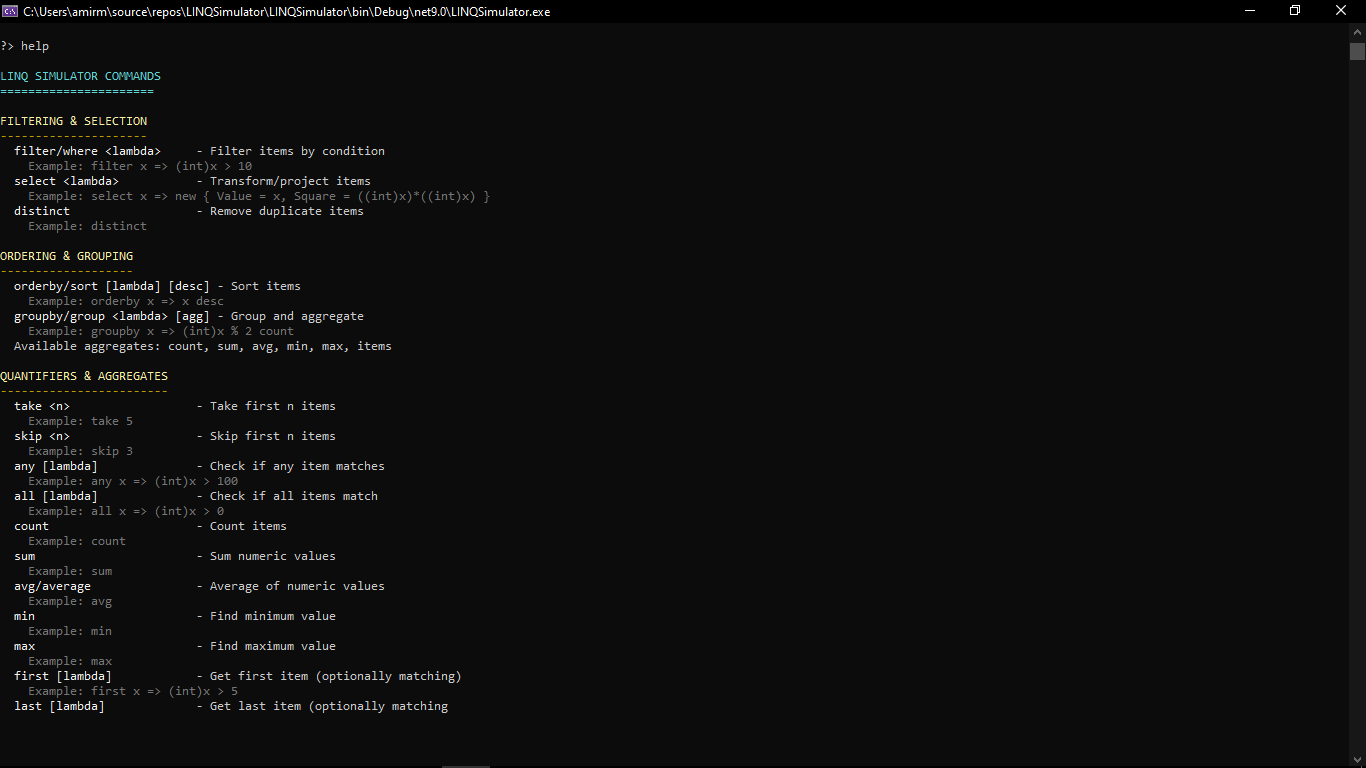 C:\Users\amirm\source\repos\LINQSimulator\LINQSimulator\bin\Debug\net9.0\LINQSimulator.exe
?> help
LINQ SIMULATOR COMMANDS
======================
FILTERING & SELECTION
---------------------
filter/where <lambda> - Filter items by condition
Example: filter x => (int)x > 10
select <lambda> - Transform/project items
Example: select x => new { Value = x, Square = ((int)x)*((int)x) }
distinct - Remove duplicate items
Example: distinct
ORDERING & GROUPING
-------------------
orderby/sort [lambda] [desc] - Sort items
Example: orderby x => x desc
groupby/group <lambda> [agg] - Group and aggregate
Example: groupby x => (int)x % 2 count
Available aggregates: count, sum, avg, min, max, items
QUANTIFIERS & AGGREGATES
------------------------
take <n> - Take first n items
Example: take 5
skip <n> - Skip first n items
Example: skip 3
any [lambda] - Check if any item matches
Example: any x => (int)x > 100
all [lambda] - Check if all items match
Example: all x => (int)x > 0
count - Count items
Example: count
sum - Sum numeric values
Example: sum
avg/average - Average of numeric values
Example: avg
min - Find minimum value
Example: min
max - Find maximum value
Example: max
first [lambda] - Get first item (optionally matching)
Example: first x => (int)x > 5
last [lambda] - Get last item (optionally matching